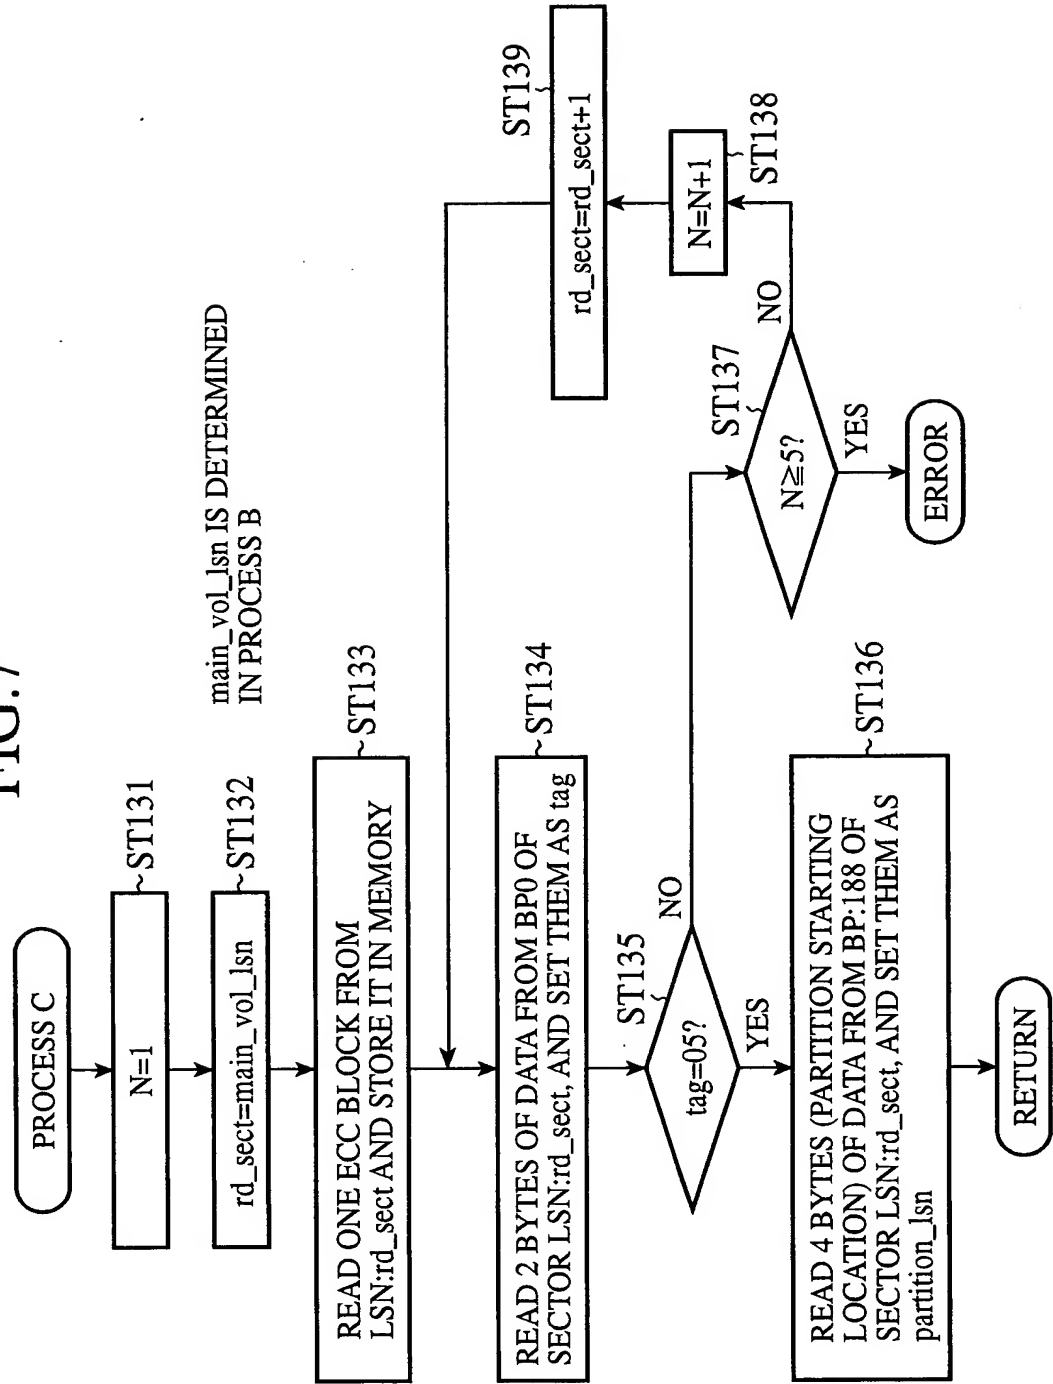 FIG.7
PROCESS C
N=1
ST131
rd_sect=main_vol_lsn
ST132
main_vol_lsn IS DETERMINED
IN PROCESS B
READ ONE ECC BLOCK FROM
LSN:rd_sect AND STORE IT IN MEMORY
ST133
READ 2 BYTES OF DATA FROM BP0 OF
SECTOR LSN:rd_sect, AND SET THEM AS tag
ST134
tag=05?
ST135
NO
YES
READ 4 BYTES (PARTITION STARTING
LOCATION) OF DATA FROM BP:188 OF
SECTOR LSN:rd_sect, AND SET THEM AS
partition_lsn
ST136
RETURN
N≧5?
ST137
NO
YES
ERROR
N=N+1
ST138
rd_sect=rd_sect+1
ST139